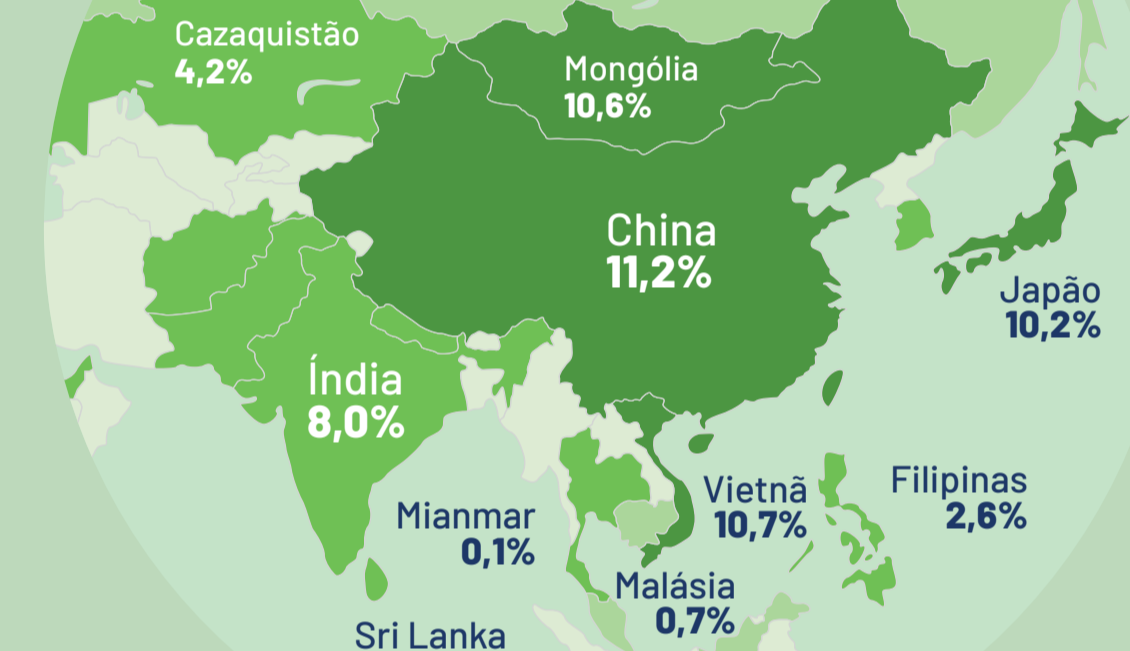 Cazaquistão
4,2%
Mongólia
10,6%
China
11,2%
Japão
10,2%
Índia
8,0%
Vietnã
10,7%
Filipinas
2,6%
Mianmar
0,1%
Malásia
0,7%
Sri Lanka